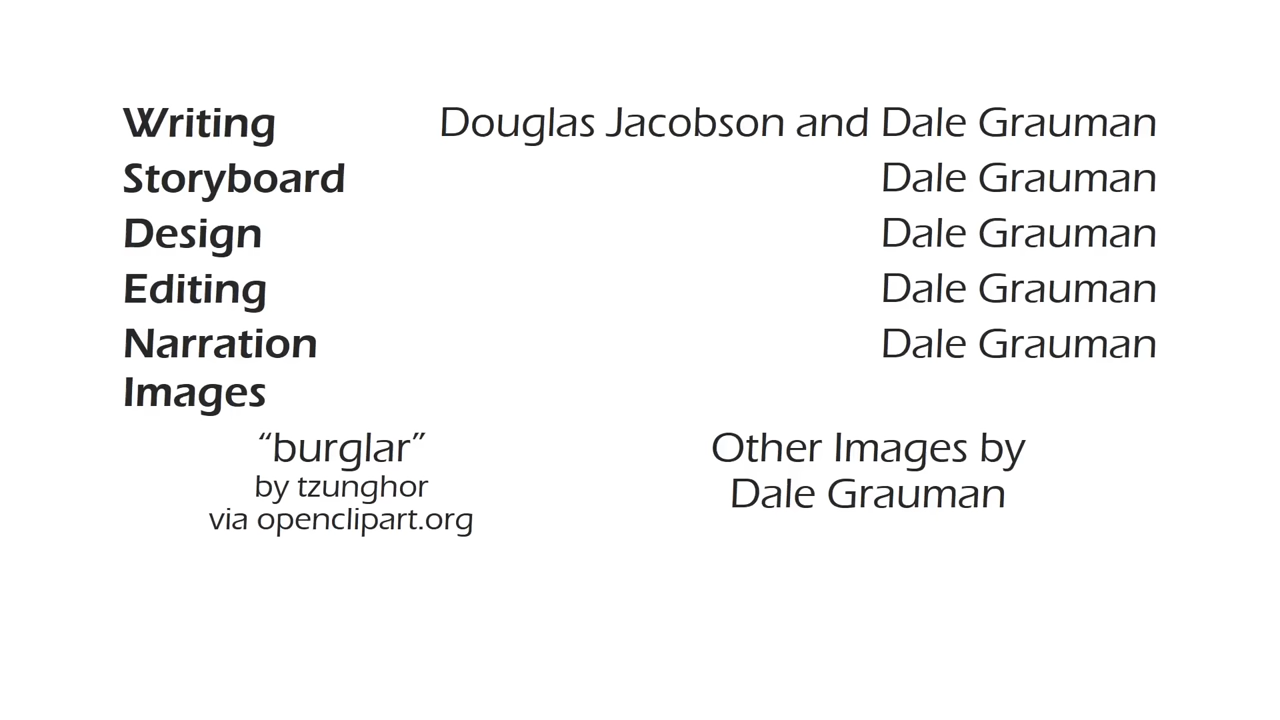 Writing Douglas Jacobson and Dale Grauman
Storyboard Dale Grauman
Design Dale Grauman
Editing Dale Grauman
Narration Dale Grauman
Images
“burglar”
by tzunghor
via openclipart.org
Other Images by
Dale Grauman